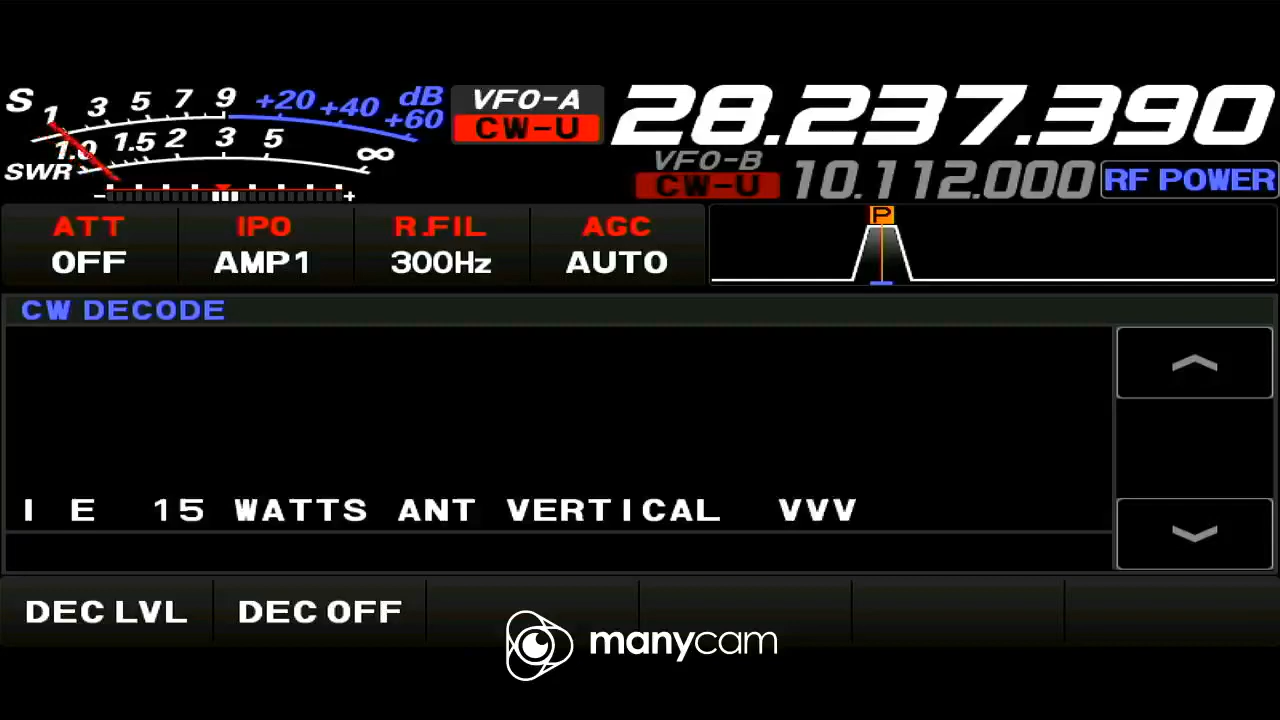 S 1 3 5 7 9 +20 +40 +60 dB
SWR 1.0 1.5 2 3 5 ∞
− +
VFO-A
CW-U
28.237.390
VFO-B
CW-U
10.112.000
RF POWER
ATT
OFF
IPO
AMP1
R.FIL
300Hz
AGC
AUTO
P
CW DECODE
I E 15 WATTS ANT VERTICAL VVV
DEC LVL DEC OFF
manycam